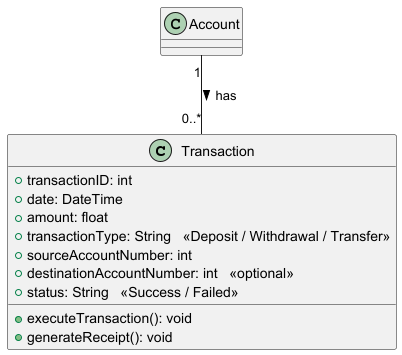 C Account
1
has
0..*
C Transaction
transactionID: int
date: DateTime
amount: float
transactionType: String «Deposit / Withdrawal / Transfer»
sourceAccountNumber: int
destinationAccountNumber: int «optional»
status: String «Success / Failed»
executeTransaction(): void
generateReceipt(): void